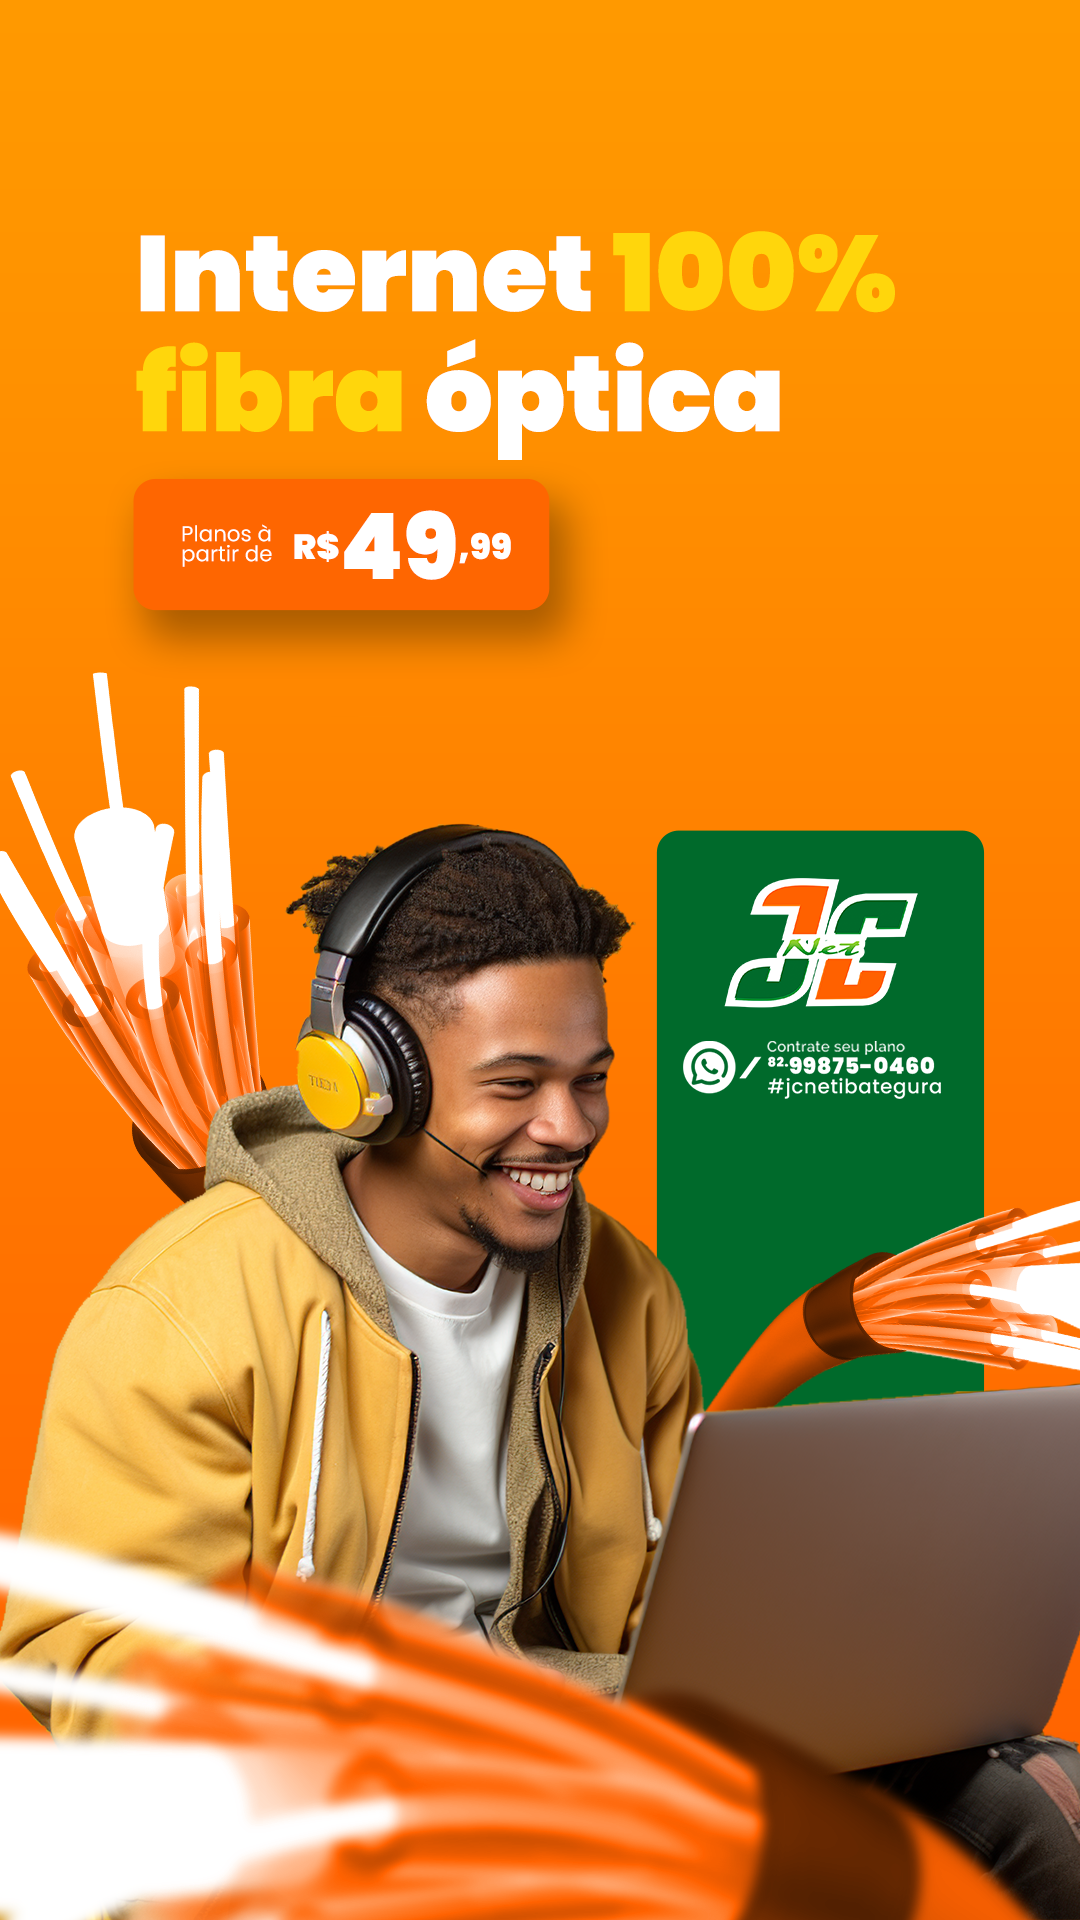 Internet 100%
fibra óptica
Planos à
partir de
R$49,99
JC
Net
Contrate seu plano
82.99875-0460
#jcnetibategura